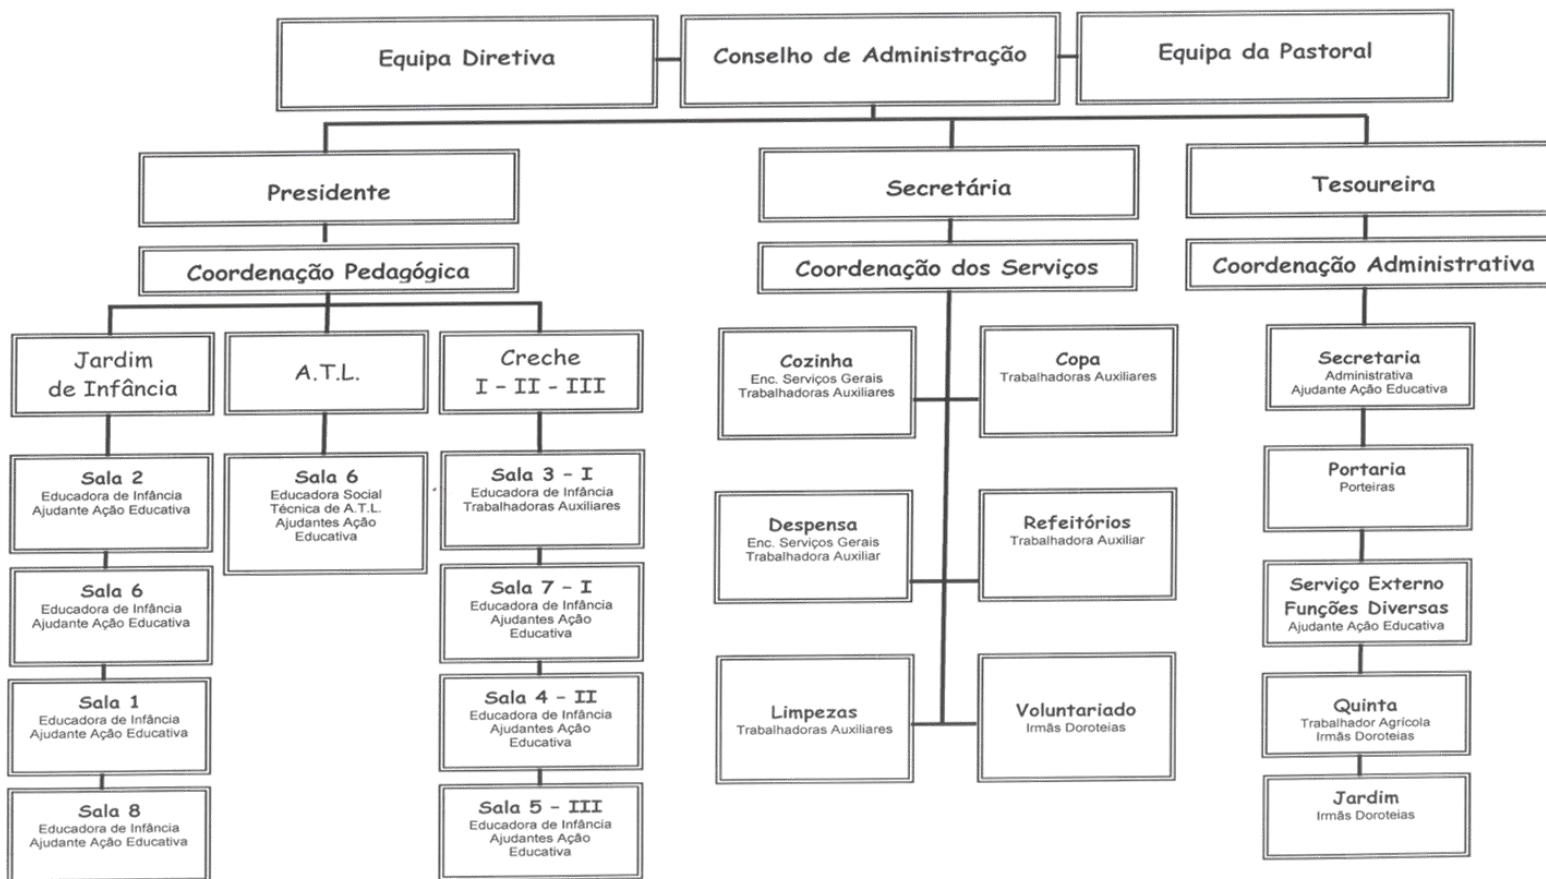 Equipa Diretiva
Conselho de Administração
Equipa da Pastoral
Presidente
Secretária
Tesoureira
Coordenação Pedagógica
Coordenação dos Serviços
Coordenação Administrativa
Jardim
de Infância
A.T.L.
Creche
I - II - III
Sala 2
Educadora de Infância
Ajudante Ação Educativa
Sala 6
Educadora de Infância
Ajudante Ação Educativa
Sala 1
Educadora de Infância
Ajudante Ação Educativa
Sala 8
Educadora de Infância
Ajudante Ação Educativa
Sala 6
Educadora Social
Técnica de A.T.L.
Ajudantes Ação
Educativa
Sala 3 - I
Educadora de Infância
Trabalhadoras Auxiliares
Sala 7 - I
Educadora de Infância
Ajudantes Ação
Educativa
Sala 4 - II
Educadora de Infância
Ajudantes Ação
Educativa
Sala 5 - III
Educadora de Infância
Ajudantes Ação
Educativa
Cozinha
Enc. Serviços Gerais
Trabalhadoras Auxiliares
Copa
Trabalhadoras Auxiliares
Despensa
Enc. Serviços Gerais
Trabalhadora Auxiliar
Refeitórios
Trabalhadora Auxiliar
Limpezas
Trabalhadoras Auxiliares
Voluntariado
Irmãs Doroteias
Secretaria
Administrativa
Ajudante Ação Educativa
Portaria
Porteiras
Serviço Externo
Funções Diversas
Ajudante Ação Educativa
Quinta
Trabalhador Agrícola
Irmãs Doroteias
Jardim
Irmãs Doroteias